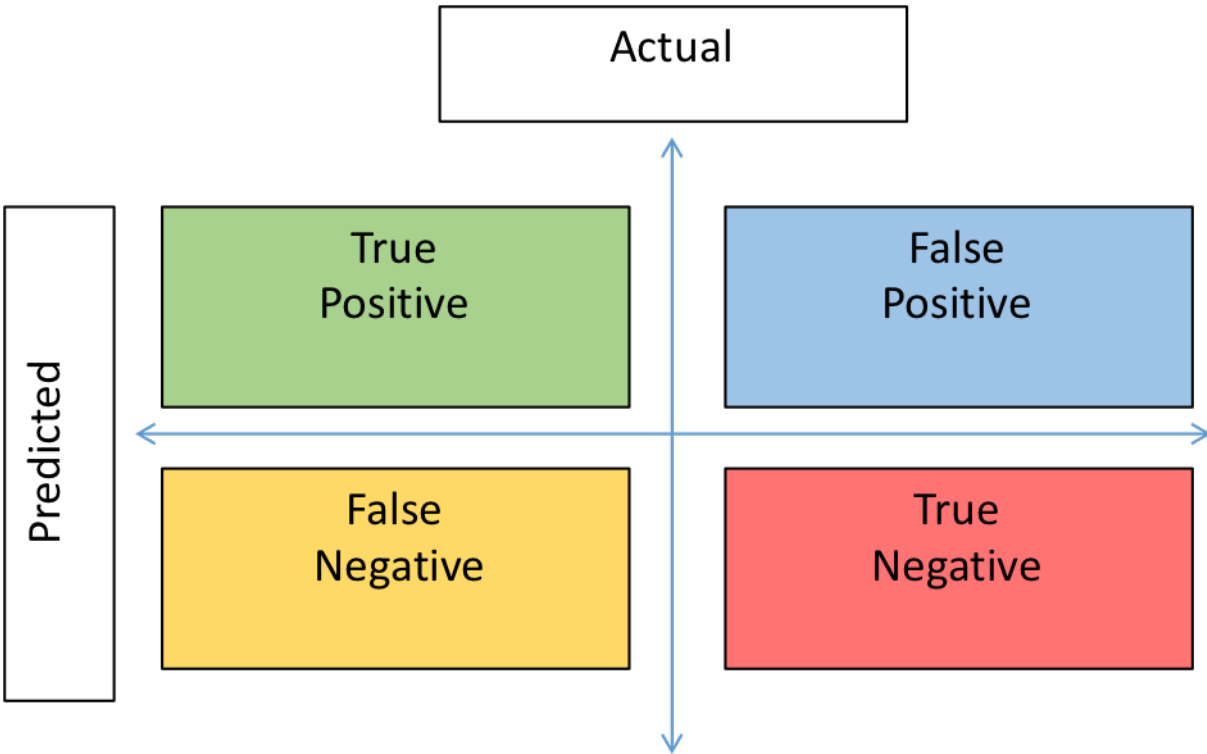 Actual
True
Positive
False
Positive
Predicted
False
Negative
True
Negative